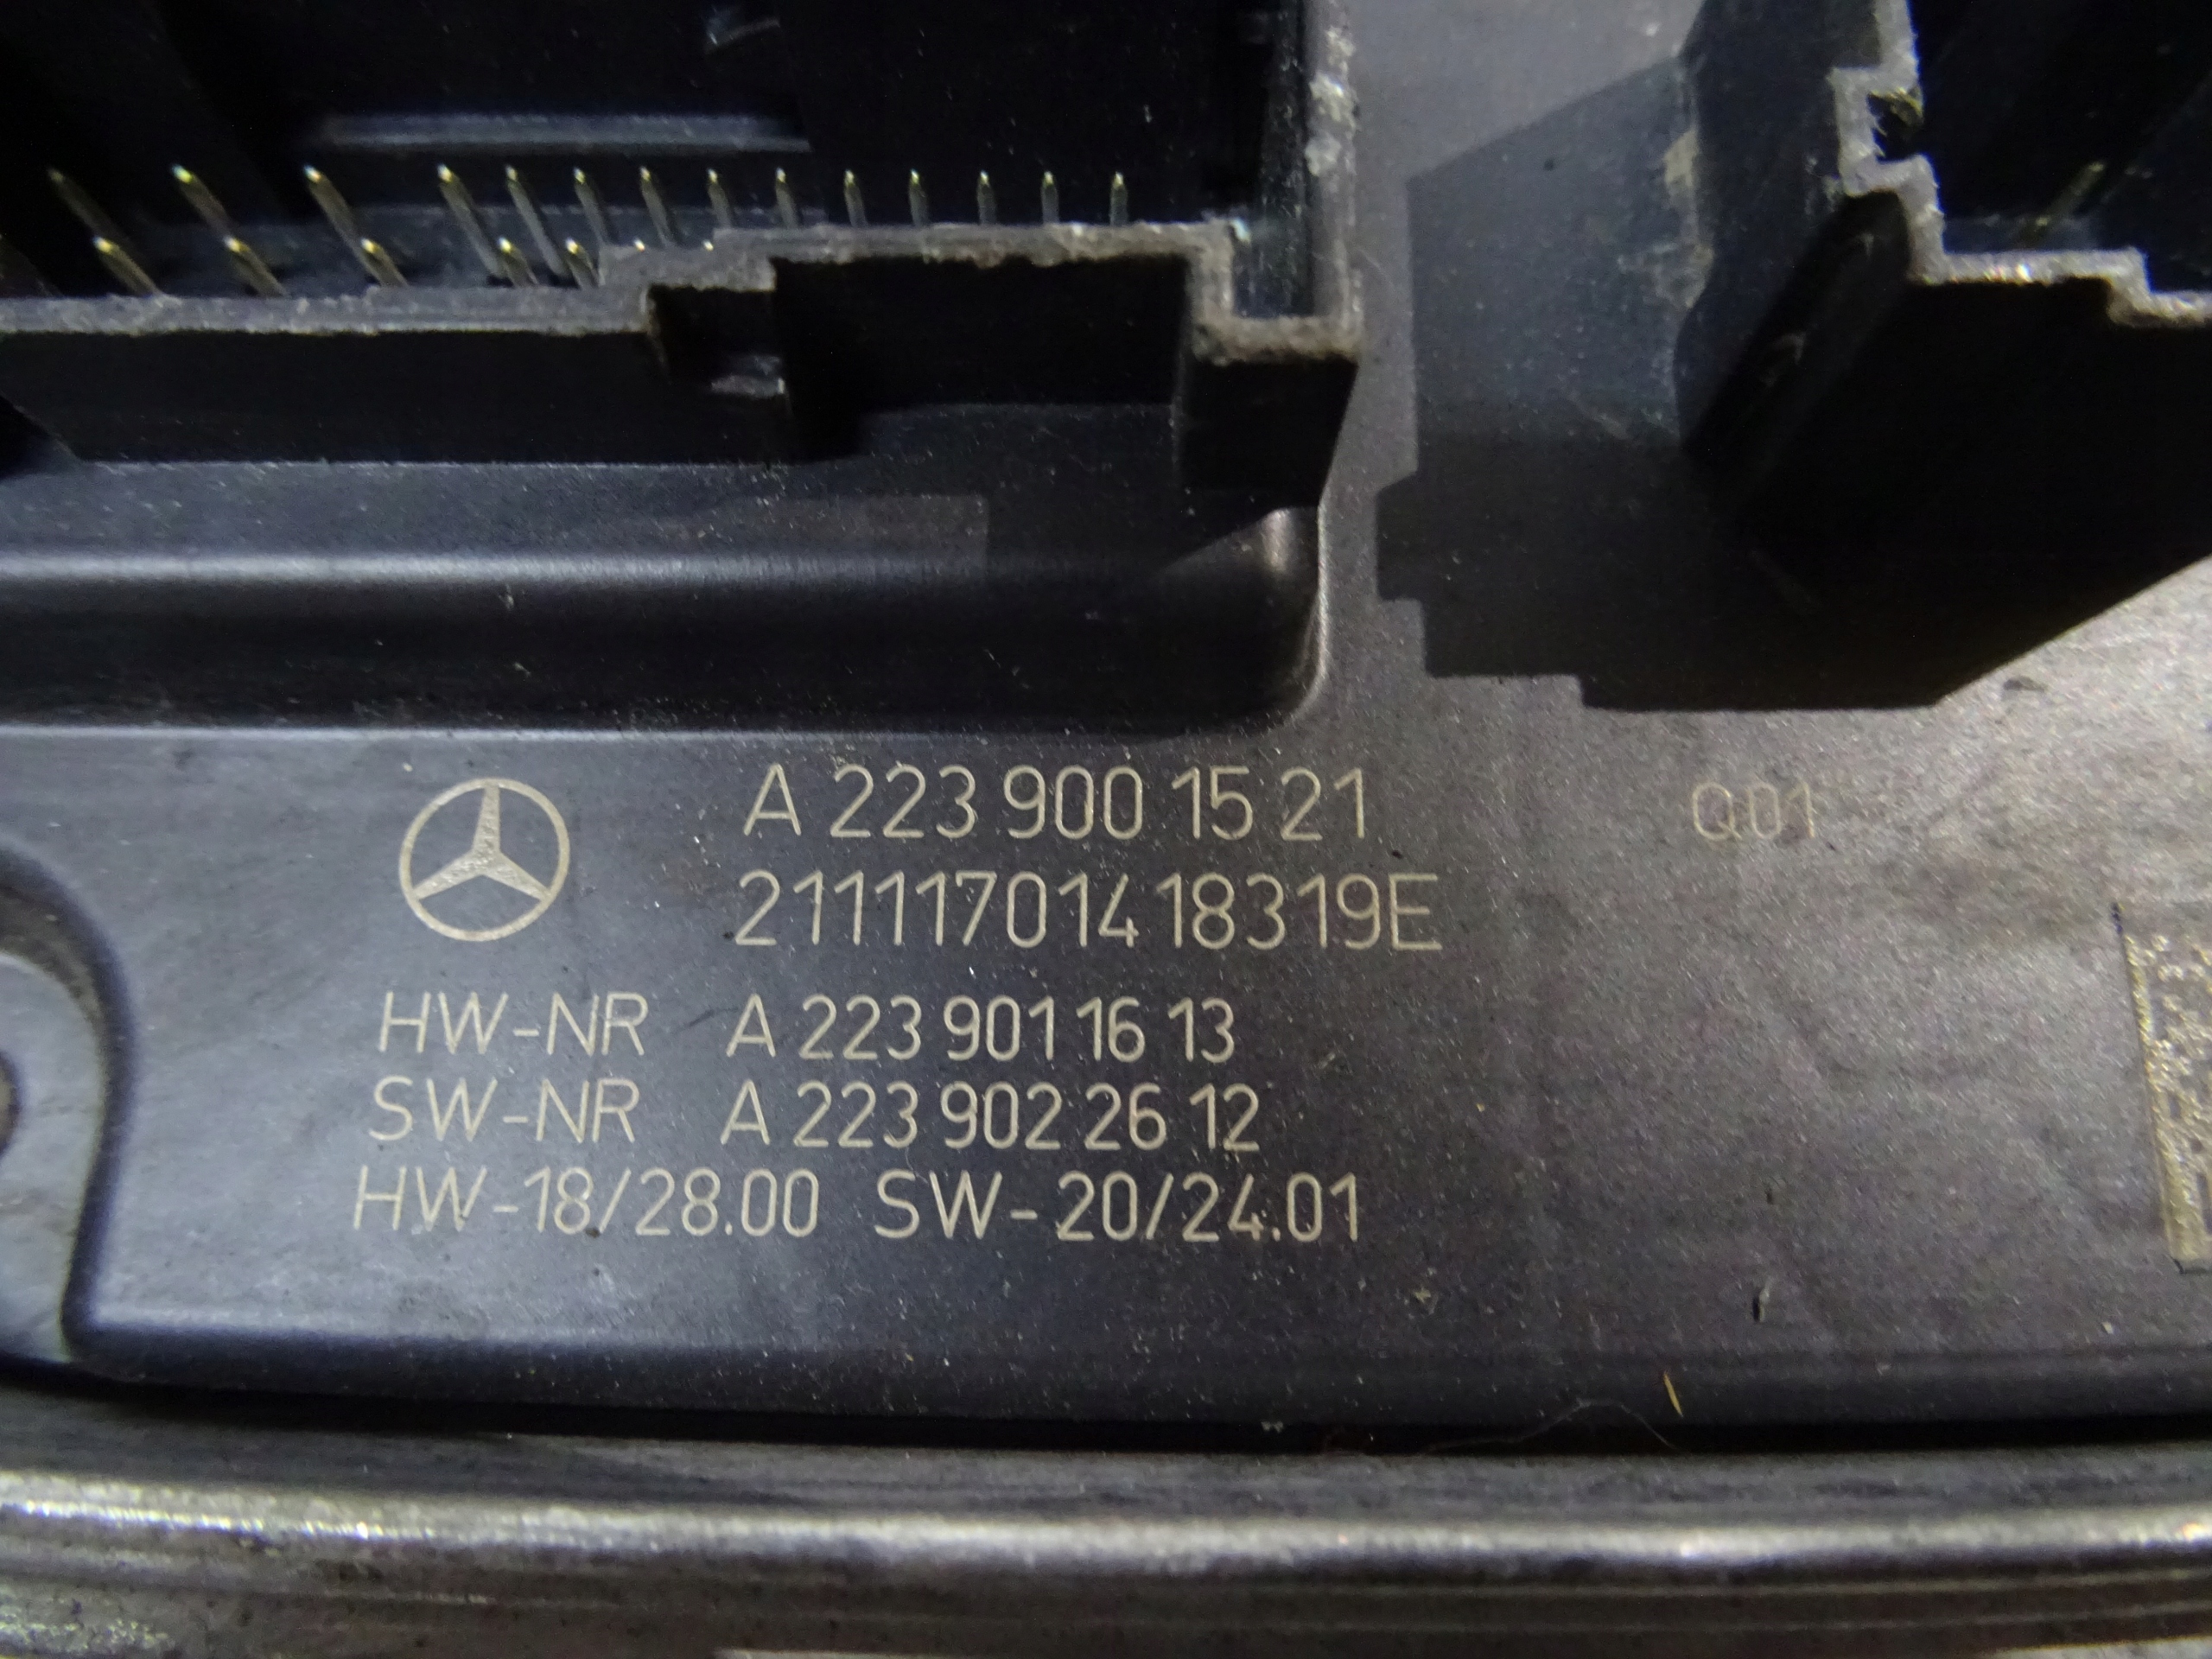 A 223 900 15 21 Q01
21111701418319E
HW-NR A 223 901 16 13
SW-NR A 223 902 26 12
HW-18/28.00 SW-20/24.01